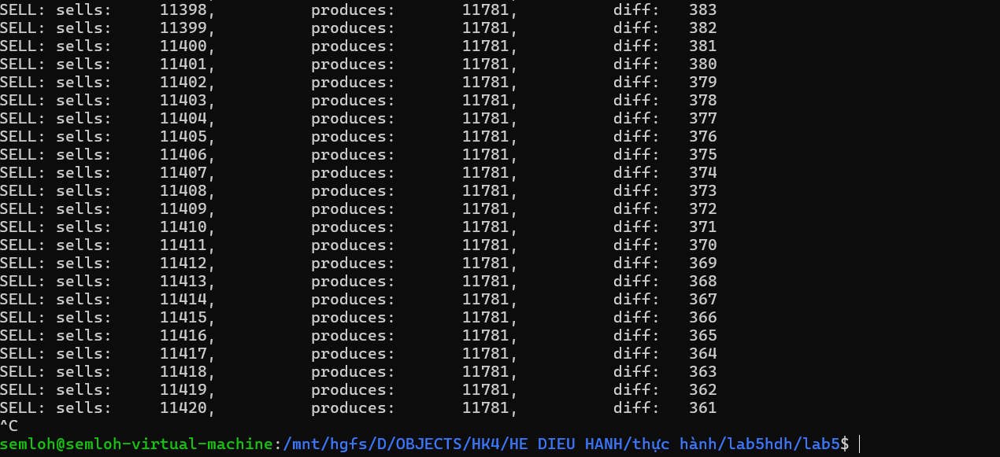 SELL: sells: 11398, produces: 11781, diff: 383
SELL: sells: 11399, produces: 11781, diff: 382
SELL: sells: 11400, produces: 11781, diff: 381
SELL: sells: 11401, produces: 11781, diff: 380
SELL: sells: 11402, produces: 11781, diff: 379
SELL: sells: 11403, produces: 11781, diff: 378
SELL: sells: 11404, produces: 11781, diff: 377
SELL: sells: 11405, produces: 11781, diff: 376
SELL: sells: 11406, produces: 11781, diff: 375
SELL: sells: 11407, produces: 11781, diff: 374
SELL: sells: 11408, produces: 11781, diff: 373
SELL: sells: 11409, produces: 11781, diff: 372
SELL: sells: 11410, produces: 11781, diff: 371
SELL: sells: 11411, produces: 11781, diff: 370
SELL: sells: 11412, produces: 11781, diff: 369
SELL: sells: 11413, produces: 11781, diff: 368
SELL: sells: 11414, produces: 11781, diff: 367
SELL: sells: 11415, produces: 11781, diff: 366
SELL: sells: 11416, produces: 11781, diff: 365
SELL: sells: 11417, produces: 11781, diff: 364
SELL: sells: 11418, produces: 11781, diff: 363
SELL: sells: 11419, produces: 11781, diff: 362
SELL: sells: 11420, produces: 11781, diff: 361
^C
semloh@semloh-virtual-machine:/mnt/hgfs/D/OBJECTS/HK4/HE DIEU HANH/thực hành/lab5hdh/lab5$